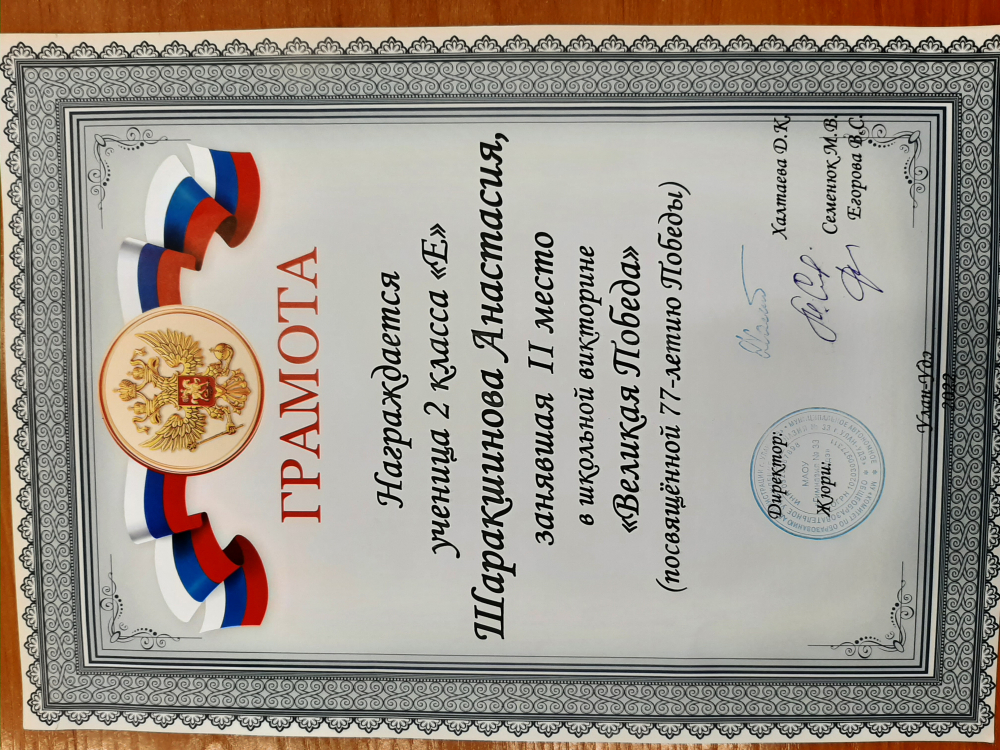 ГРАМОТА
Награждается
ученица 2 класса «Е»
Шаракшинова Анастасия,
занявшая II место
в школьной викторине
«Великая Победа»
(посвящённой 77-летию Победы)
Директор: Халтаева Д.К.
Жюри: Семенюк М.В.
Егорова В.С.
МАОУ
Улан-Удэ
2022